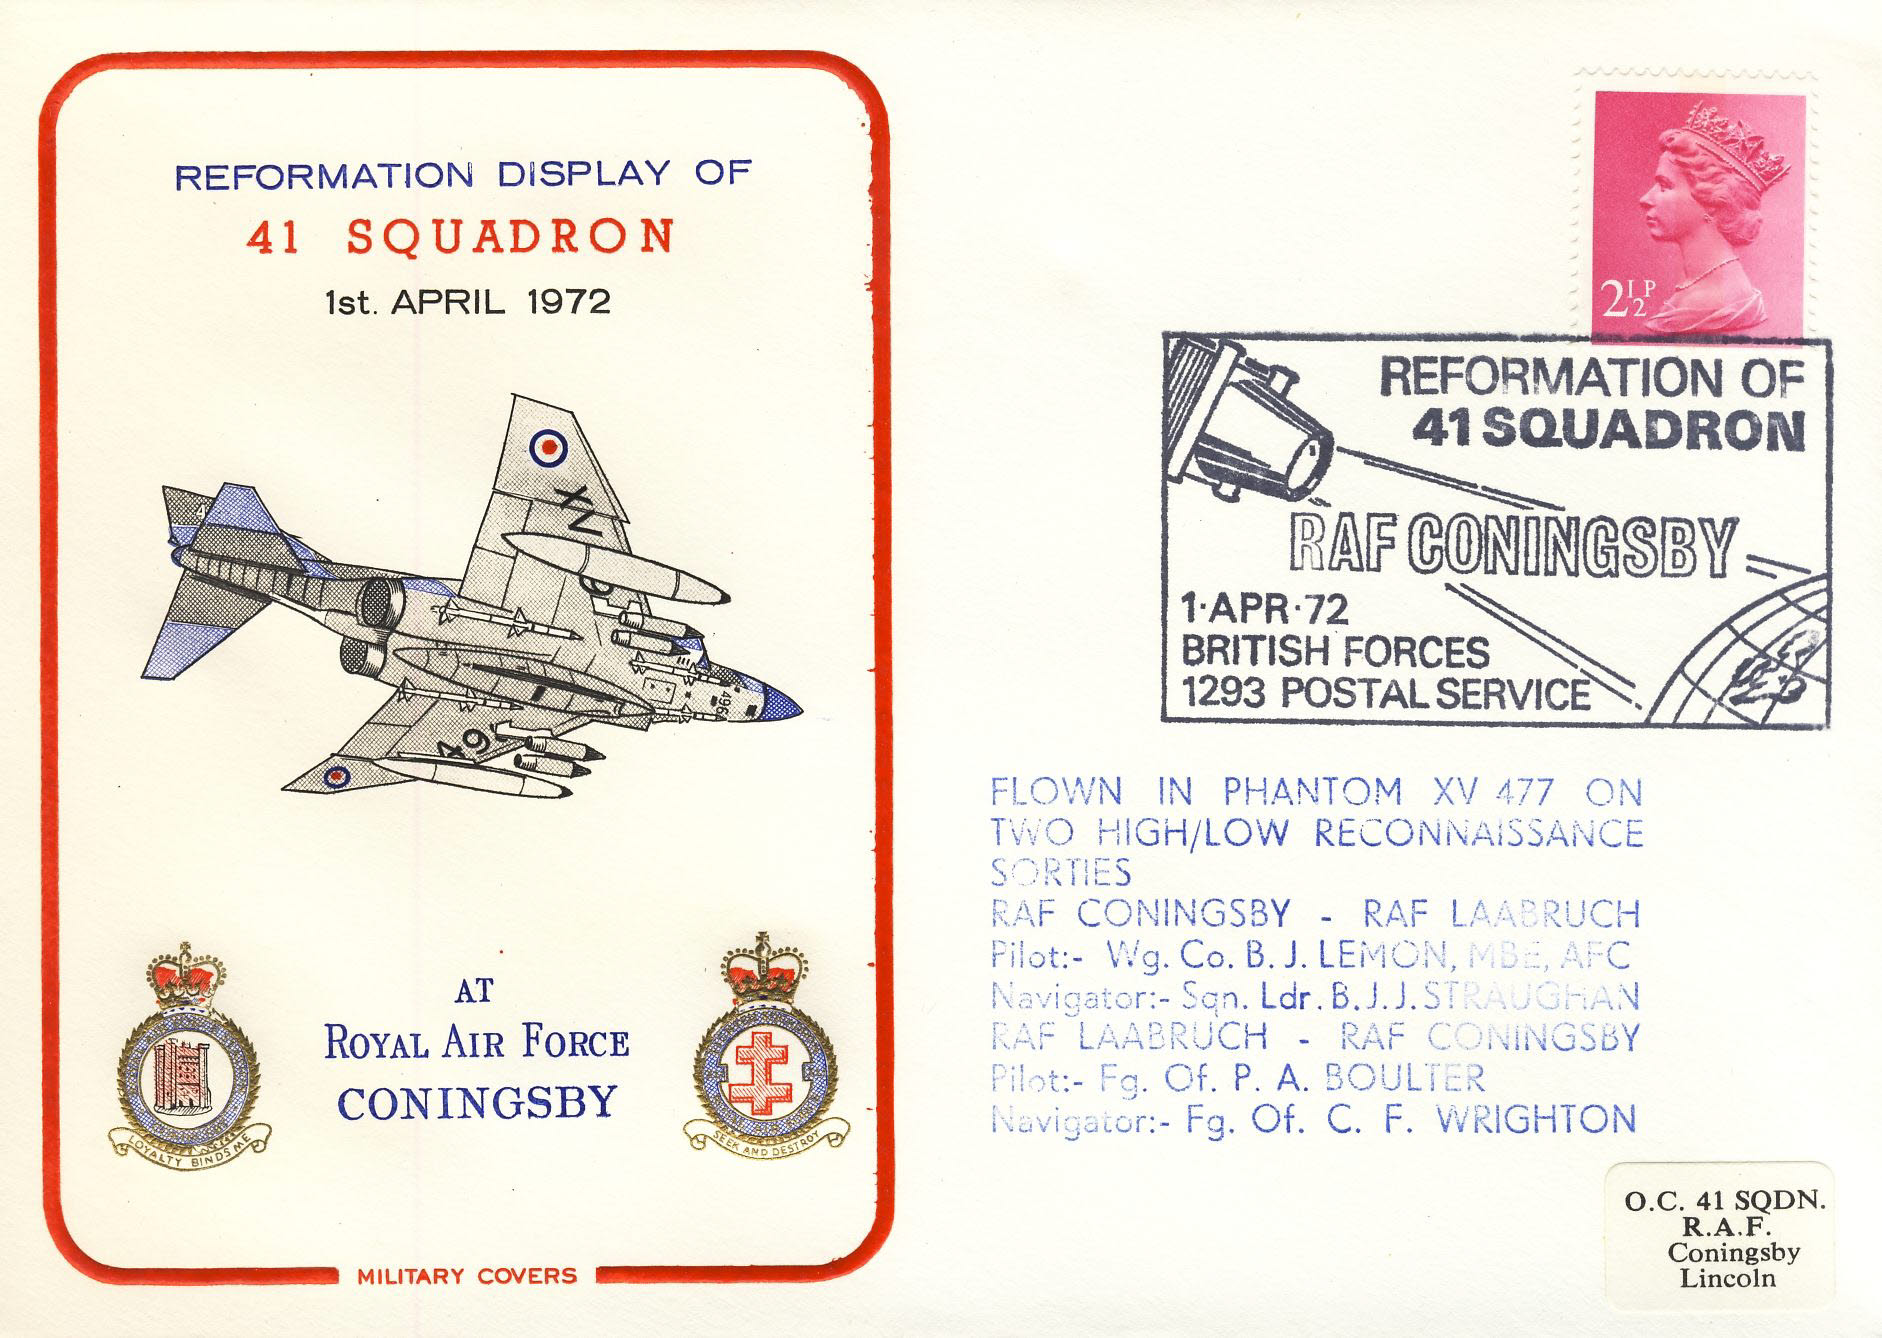 REFORMATION DISPLAY OF
41 SQUADRON
1st. APRIL 1972
4
XV
496
AT
ROYAL AIR FORCE
CONINGSBY
LOYALTY BINDS ME
SEEK AND DESTROY
MILITARY COVERS
2½P
REFORMATION OF
41 SQUADRON
RAF CONINGSBY
1·APR·72
BRITISH FORCES
1293 POSTAL SERVICE
FLOWN IN PHANTOM XV 477 ON
TWO HIGH/LOW RECONNAISSANCE
SORTIES
RAF CONINGSBY - RAF LAABRUCH
Pilot:- Wg. Co. B. J. LEMON, MBE, AFC
Navigator:- Sqn. Ldr. B. J. J. STRAUGHAN
RAF LAABRUCH - RAF CONINGSBY
Pilot:- Fg. Of. P. A. BOULTER
Navigator:- Fg. Of. C. F. WRIGHTON
O.C. 41 SQDN.
R.A.F.
Coningsby
Lincoln